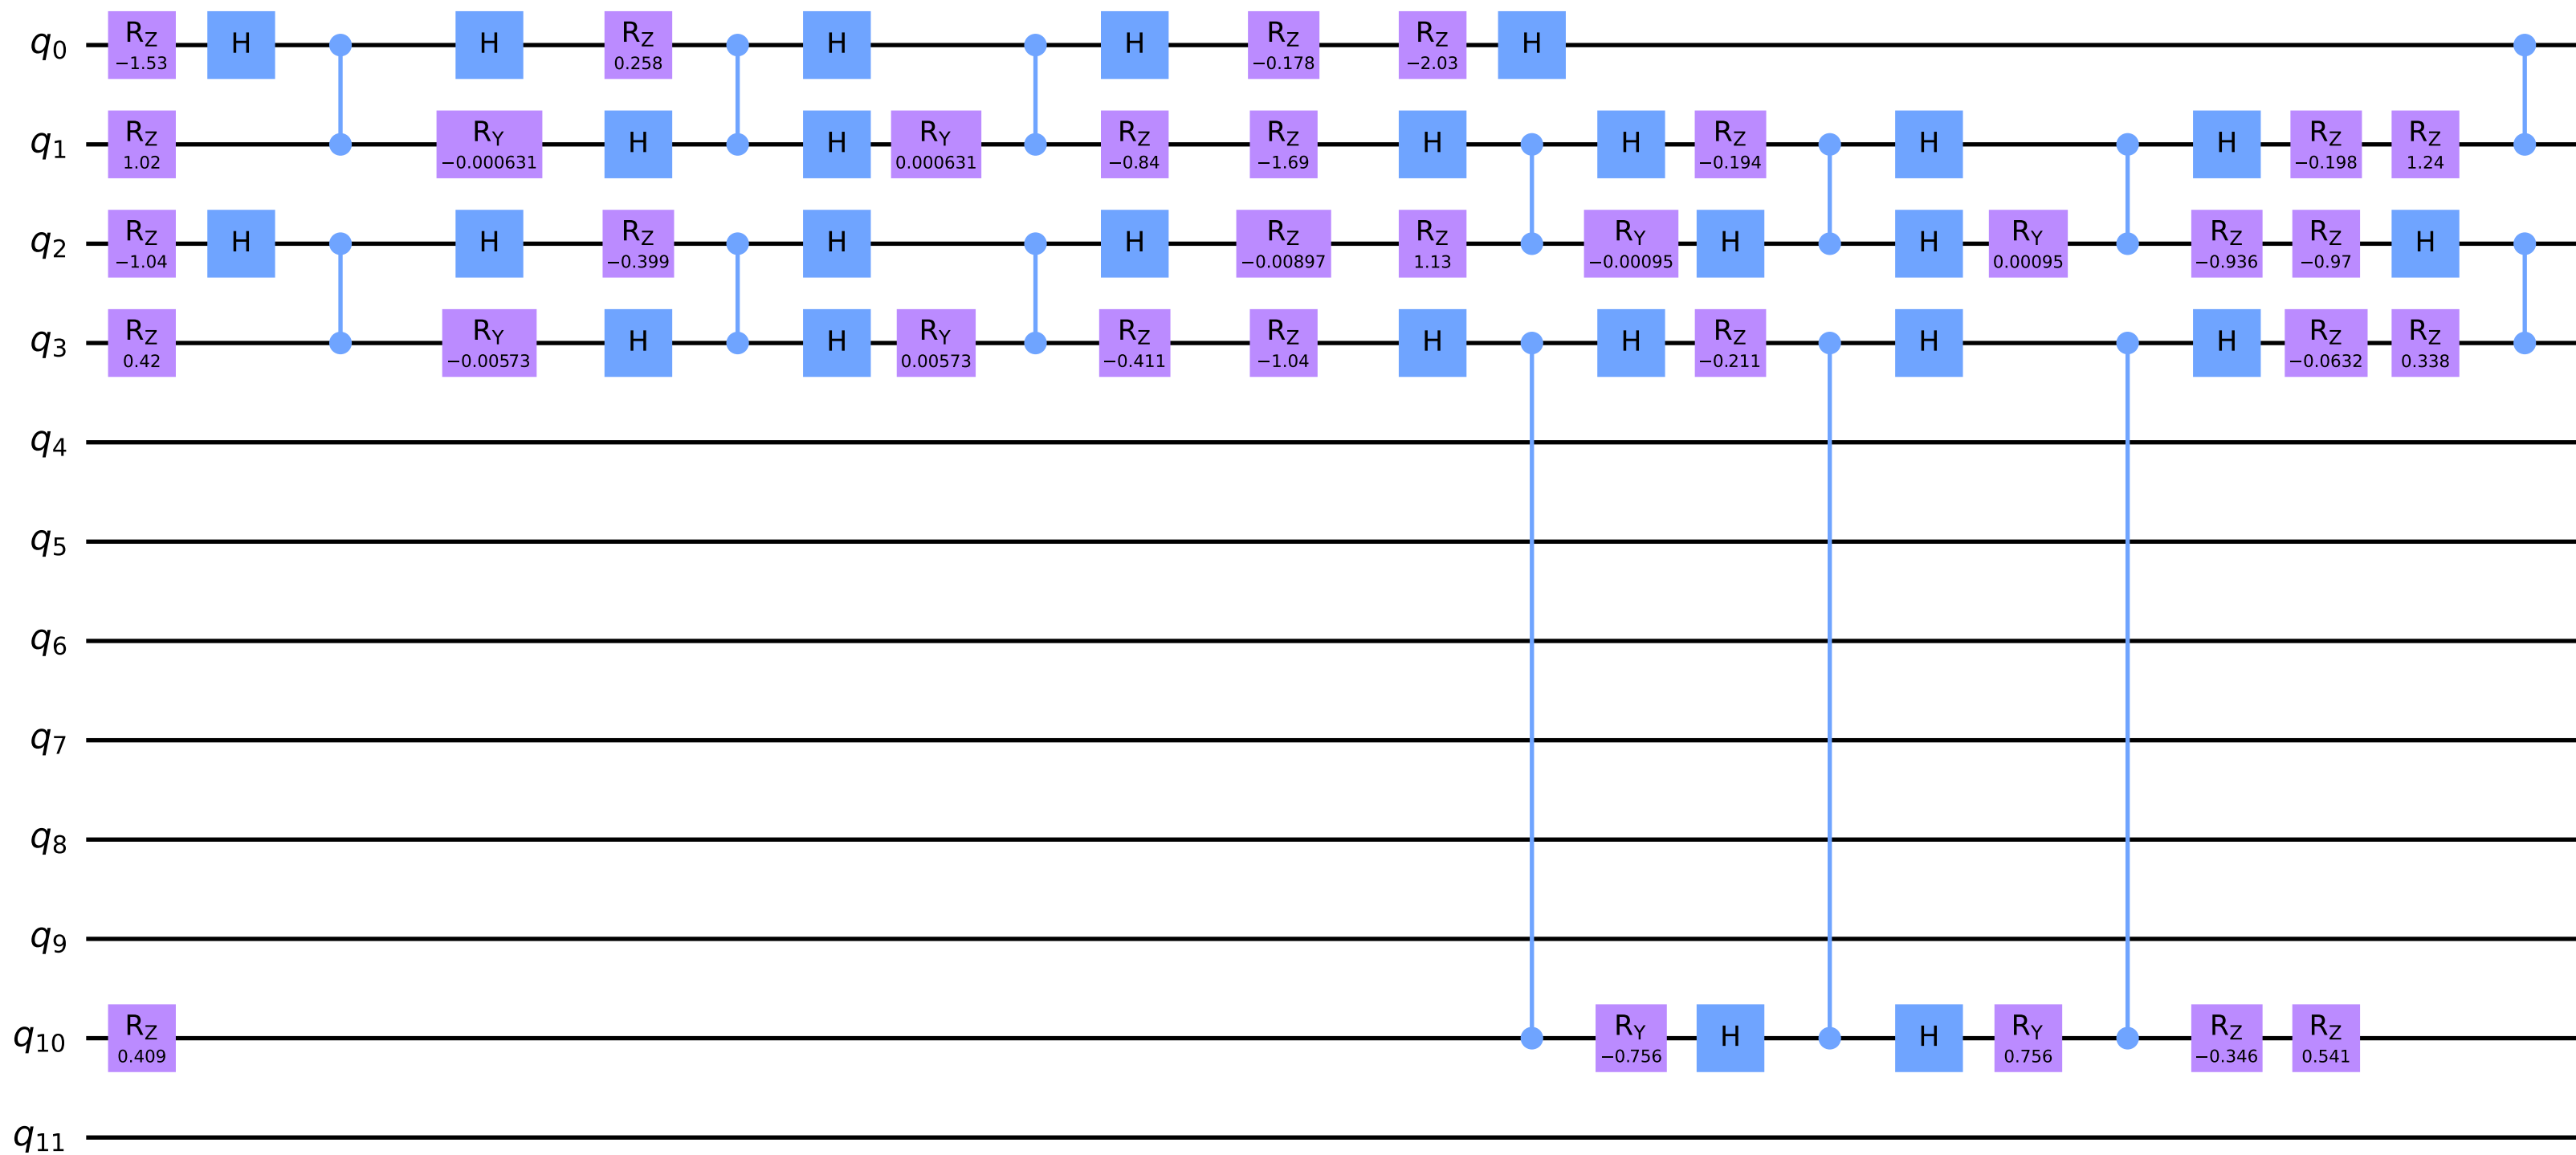 q0 RZ −1.53 H H RZ 0.258 H H RZ −0.178 RZ −2.03 H
q1 RZ 1.02 RY −0.000631 H H RY 0.000631 RZ −0.84 RZ −1.69 H H RZ −0.194 H H RZ −0.198 RZ 1.24
q2 RZ −1.04 H H RZ −0.399 H H RZ −0.00897 RZ 1.13 RY −0.00095 H H RY 0.00095 RZ −0.936 RZ −0.97 H
q3 RZ 0.42 RY −0.00573 H H RY 0.00573 RZ −0.411 RZ −1.04 H H RZ −0.211 H H RZ −0.0632 RZ 0.338
q4
q5
q6
q7
q8
q9
q10 RZ 0.409 RY −0.756 H H RY 0.756 RZ −0.346 RZ 0.541
q11